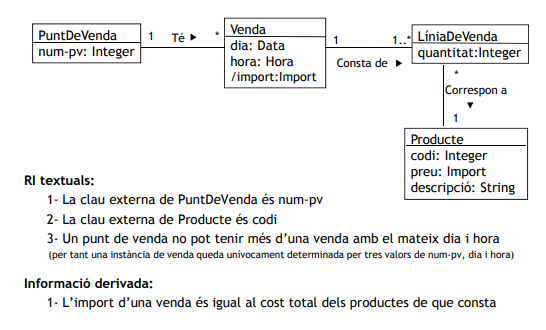 PuntDeVenda
num-pv: Integer
1
Té ▶
*
Venda
dia: Data
hora: Hora
/import:Import
1
1..*
Consta de ▶
LíniaDeVenda
quantitat:Integer
*
Correspon a
▼
1
Producte
codi: Integer
preu: Import
descripció: String
RI textuals:
1- La clau externa de PuntDeVenda és num-pv
2- La clau externa de Producte és codi
3- Un punt de venda no pot tenir més d'una venda amb el mateix dia i hora
(per tant una instància de venda queda unívocament determinada per tres valors de num-pv, dia i hora)
Informació derivada:
1- L'import d'una venda és igual al cost total dels productes de que consta